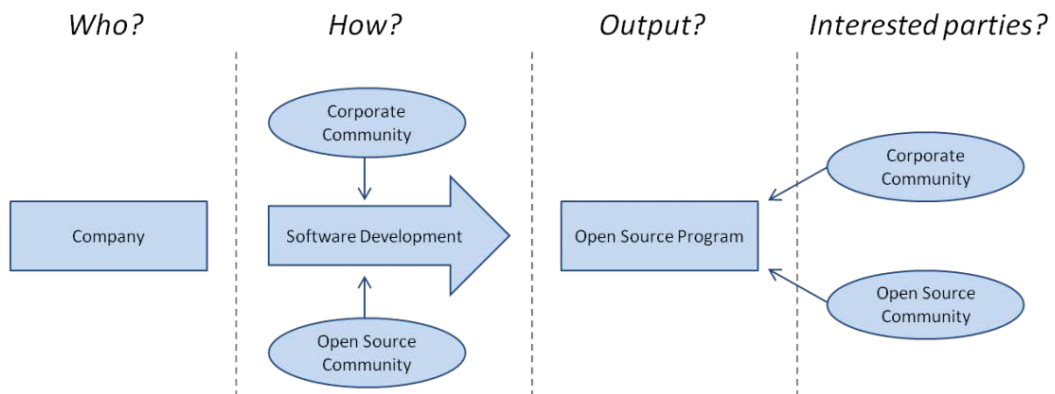 Who?
How?
Output?
Interested parties?
Corporate
Community
Corporate
Community
Company
Software Development
Open Source Program
Open Source
Community
Open Source
Community